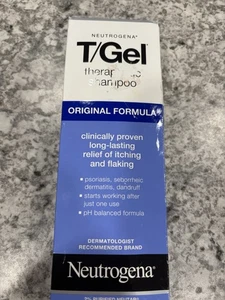 NEUTROGENA®
T/Gel®
shampoo
ORIGINAL FORMULA
clinically proven
long-lasting
relief of itching
and flaking
• psoriasis, seborrheic
dermatitis, dandruff
• starts working after
just one use
• pH balanced formula
DERMATOLOGIST
RECOMMENDED BRAND
Neutrogena®